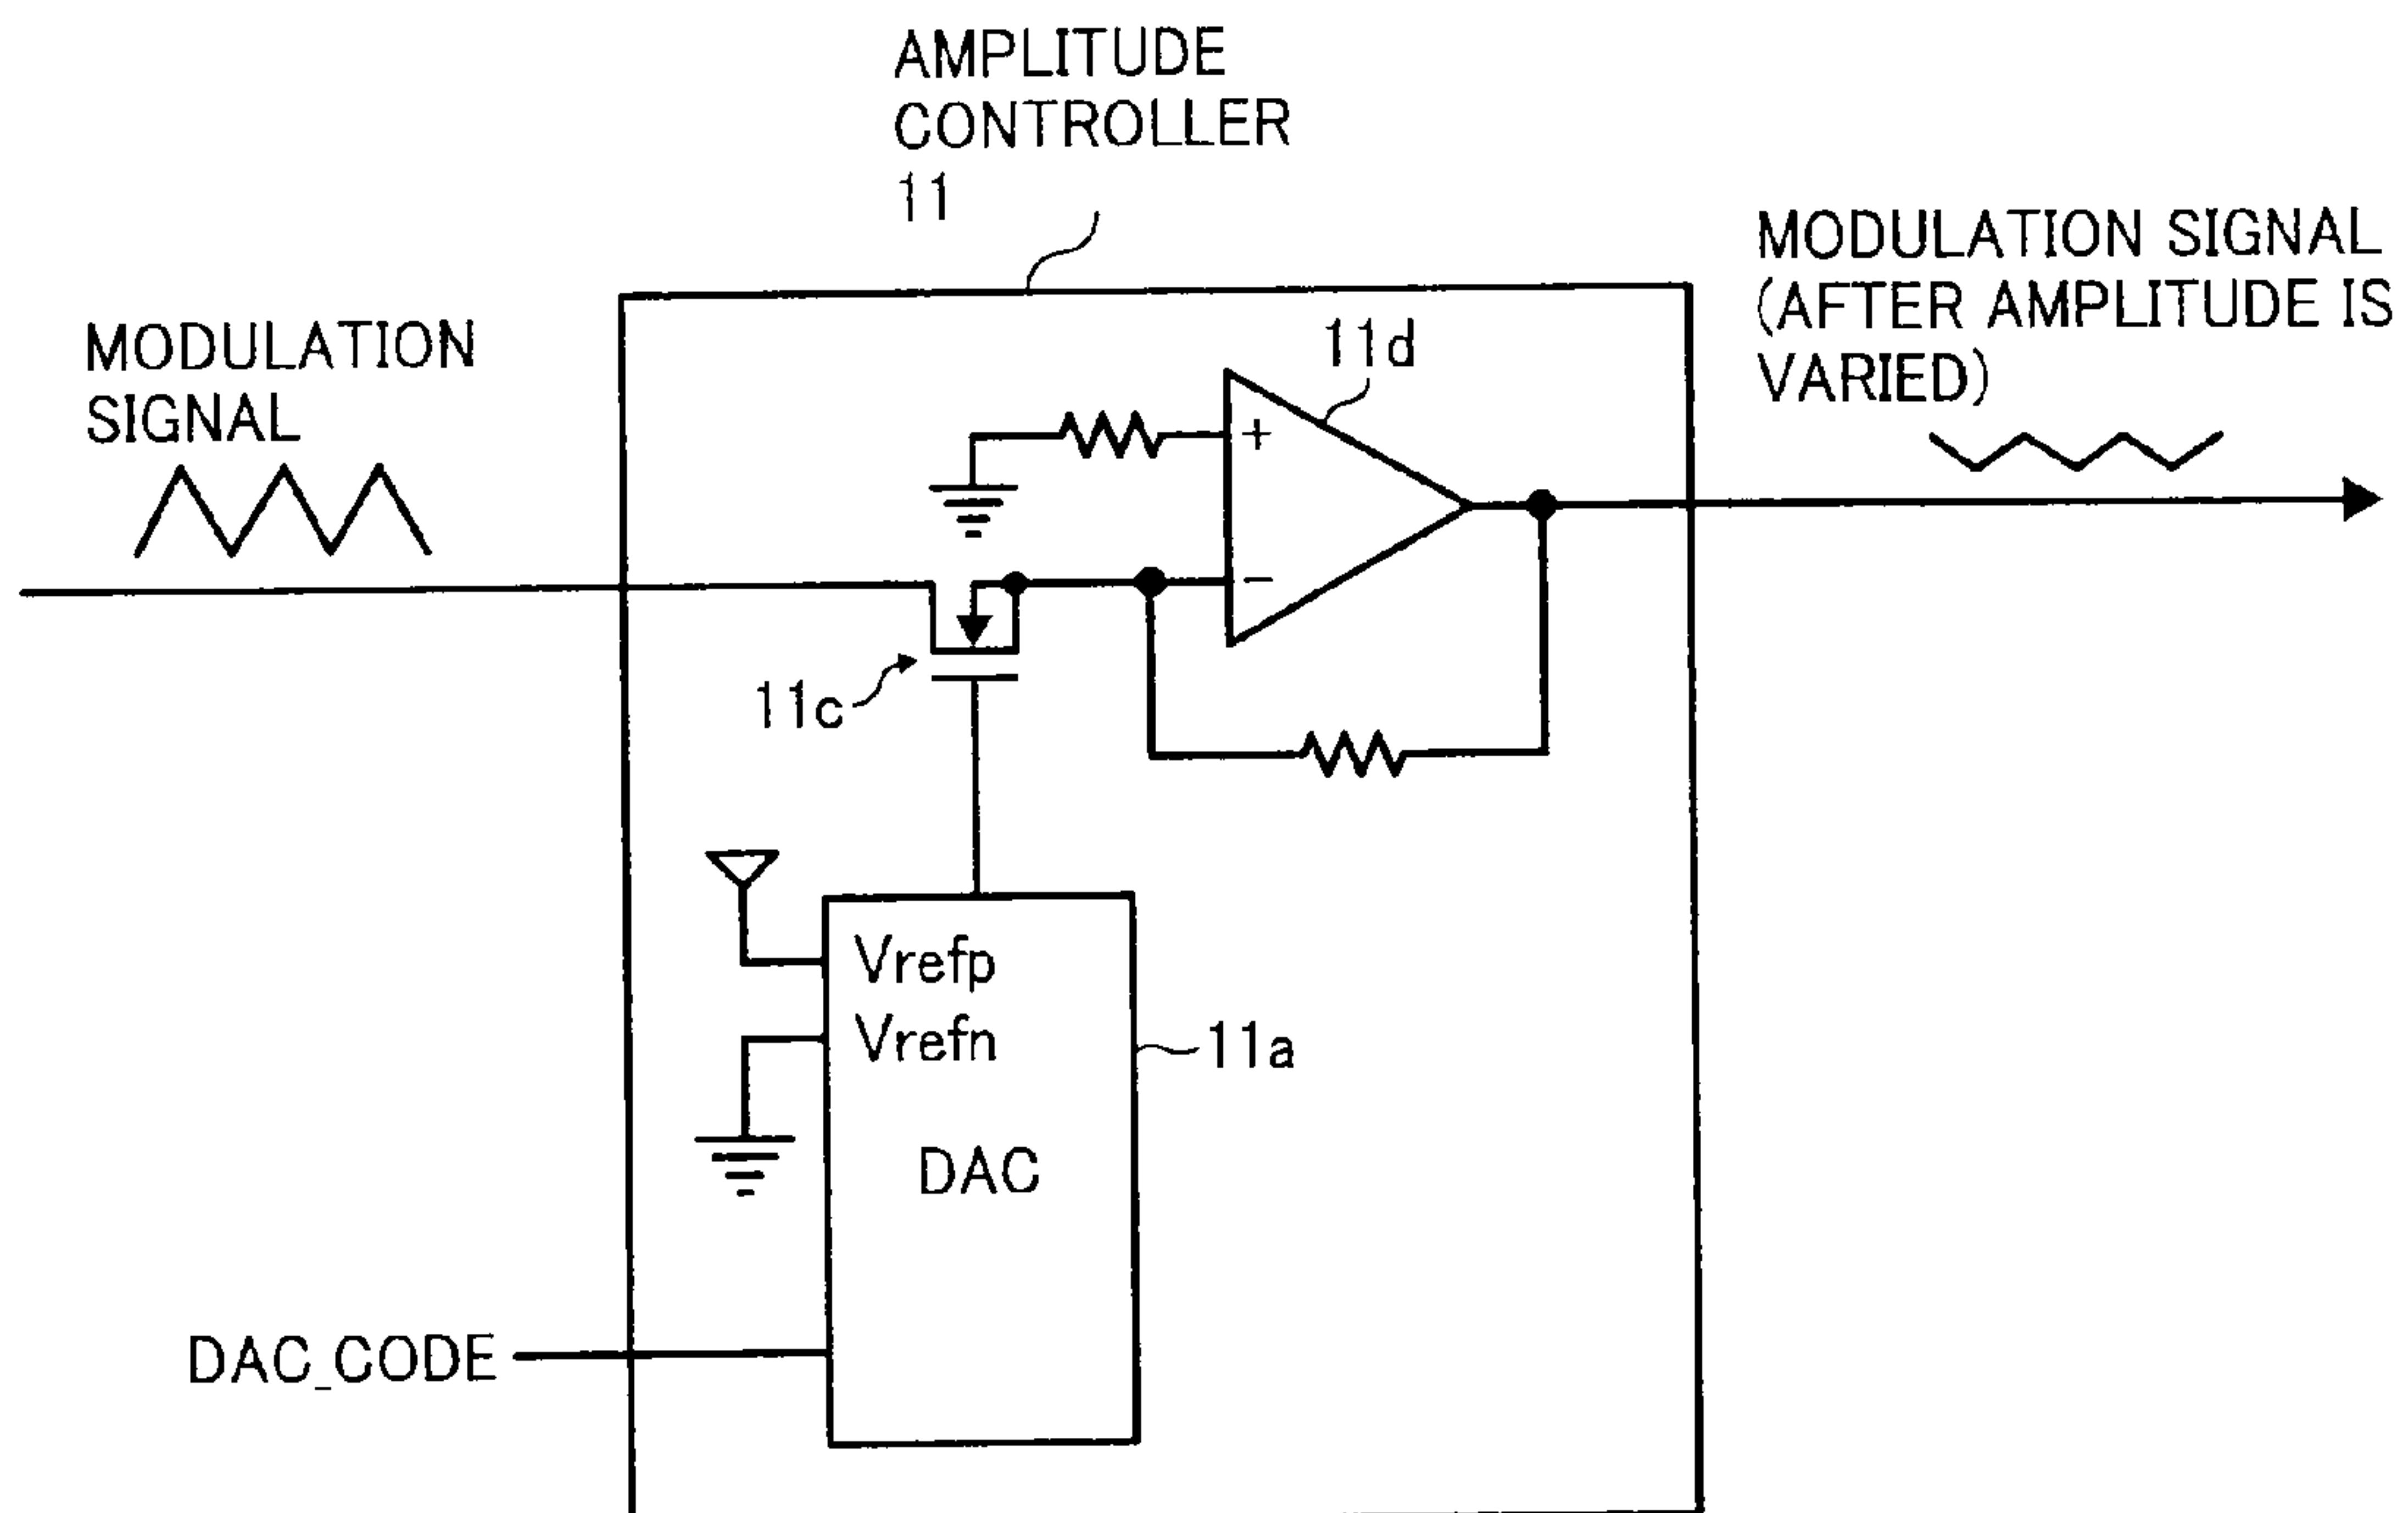 AMPLITUDE
CONTROLLER
11
MODULATION SIGNAL
(AFTER AMPLITUDE IS
VARIED)
MODULATION
SIGNAL
11d
+
−
11c
Vrefp
Vrefn
11a
DAC
DAC_CODE